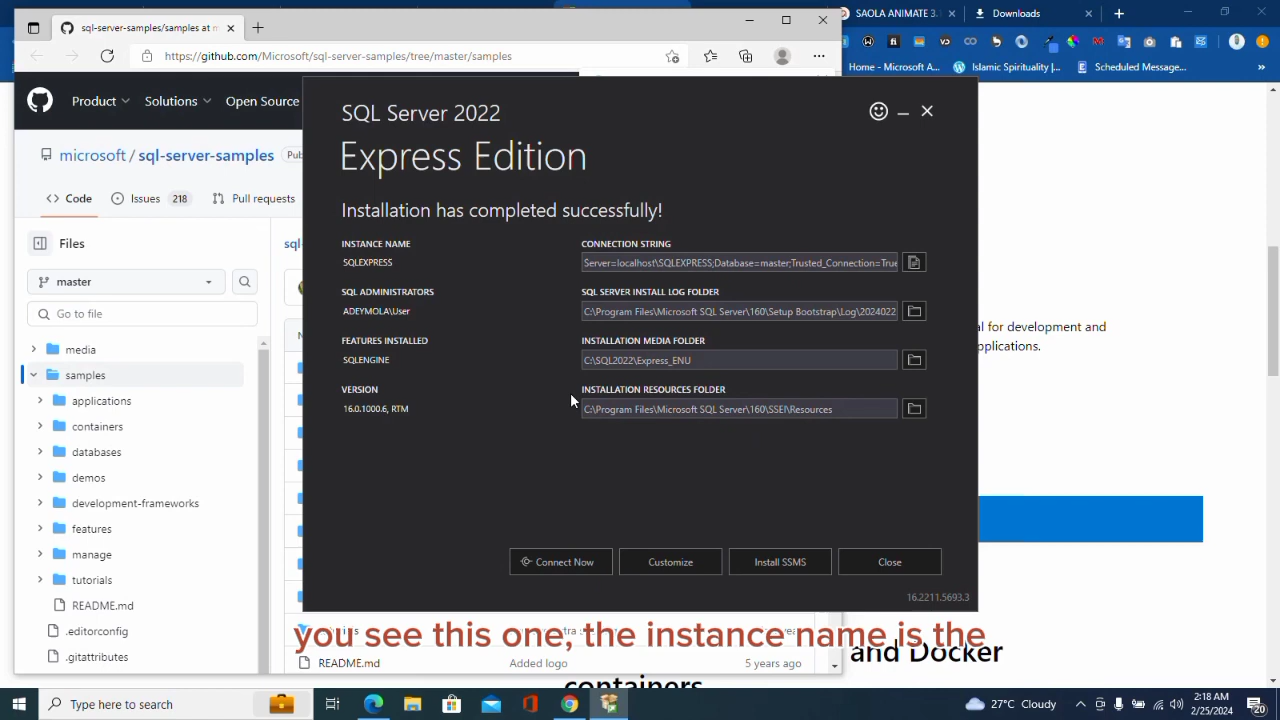 sql-server-samples/samples at m
SAOLA ANIMATE 3.
Downloads
https://github.com/Microsoft/sql-server-samples/tree/master/samples
Home - Microsoft A...
Islamic Spirituality_...
Scheduled Message...
Product
Solutions
Open Source
microsoft / sql-server-samples
Pub
Code
Issues 218
Pull requests
Files
sql-
master
Go to file
media
samples
applications
containers
databases
demos
development-frameworks
features
manage
tutorials
README.md
.editorconfig
.gitattributes
README.md
Added logo
5 years ago
SQL Server 2022
Express Edition
Installation has completed successfully!
INSTANCE NAME
SQLEXPRESS
SQL ADMINISTRATORS
ADEYMOLA\User
FEATURES INSTALLED
SQLENGINE
VERSION
16.0.1000.6, RTM
CONNECTION STRING
Server=localhost\SQLEXPRESS;Database=master;Trusted_Connection=True
SQL SERVER INSTALL LOG FOLDER
C:\Program Files\Microsoft SQL Server\160\Setup Bootstrap\Log\2024022
INSTALLATION MEDIA FOLDER
C:\SQL2022\Express_ENU
INSTALLATION RESOURCES FOLDER
C:\Program Files\Microsoft SQL Server\160\SSEI\Resources
Connect Now
Customize
Install SSMS
Close
16.2211.5693.3
al for development and
pplications.
and Docker
containers
you see this one, the instance name is the
Type here to search
27°C Cloudy
2:18 AM
2/25/2024
20